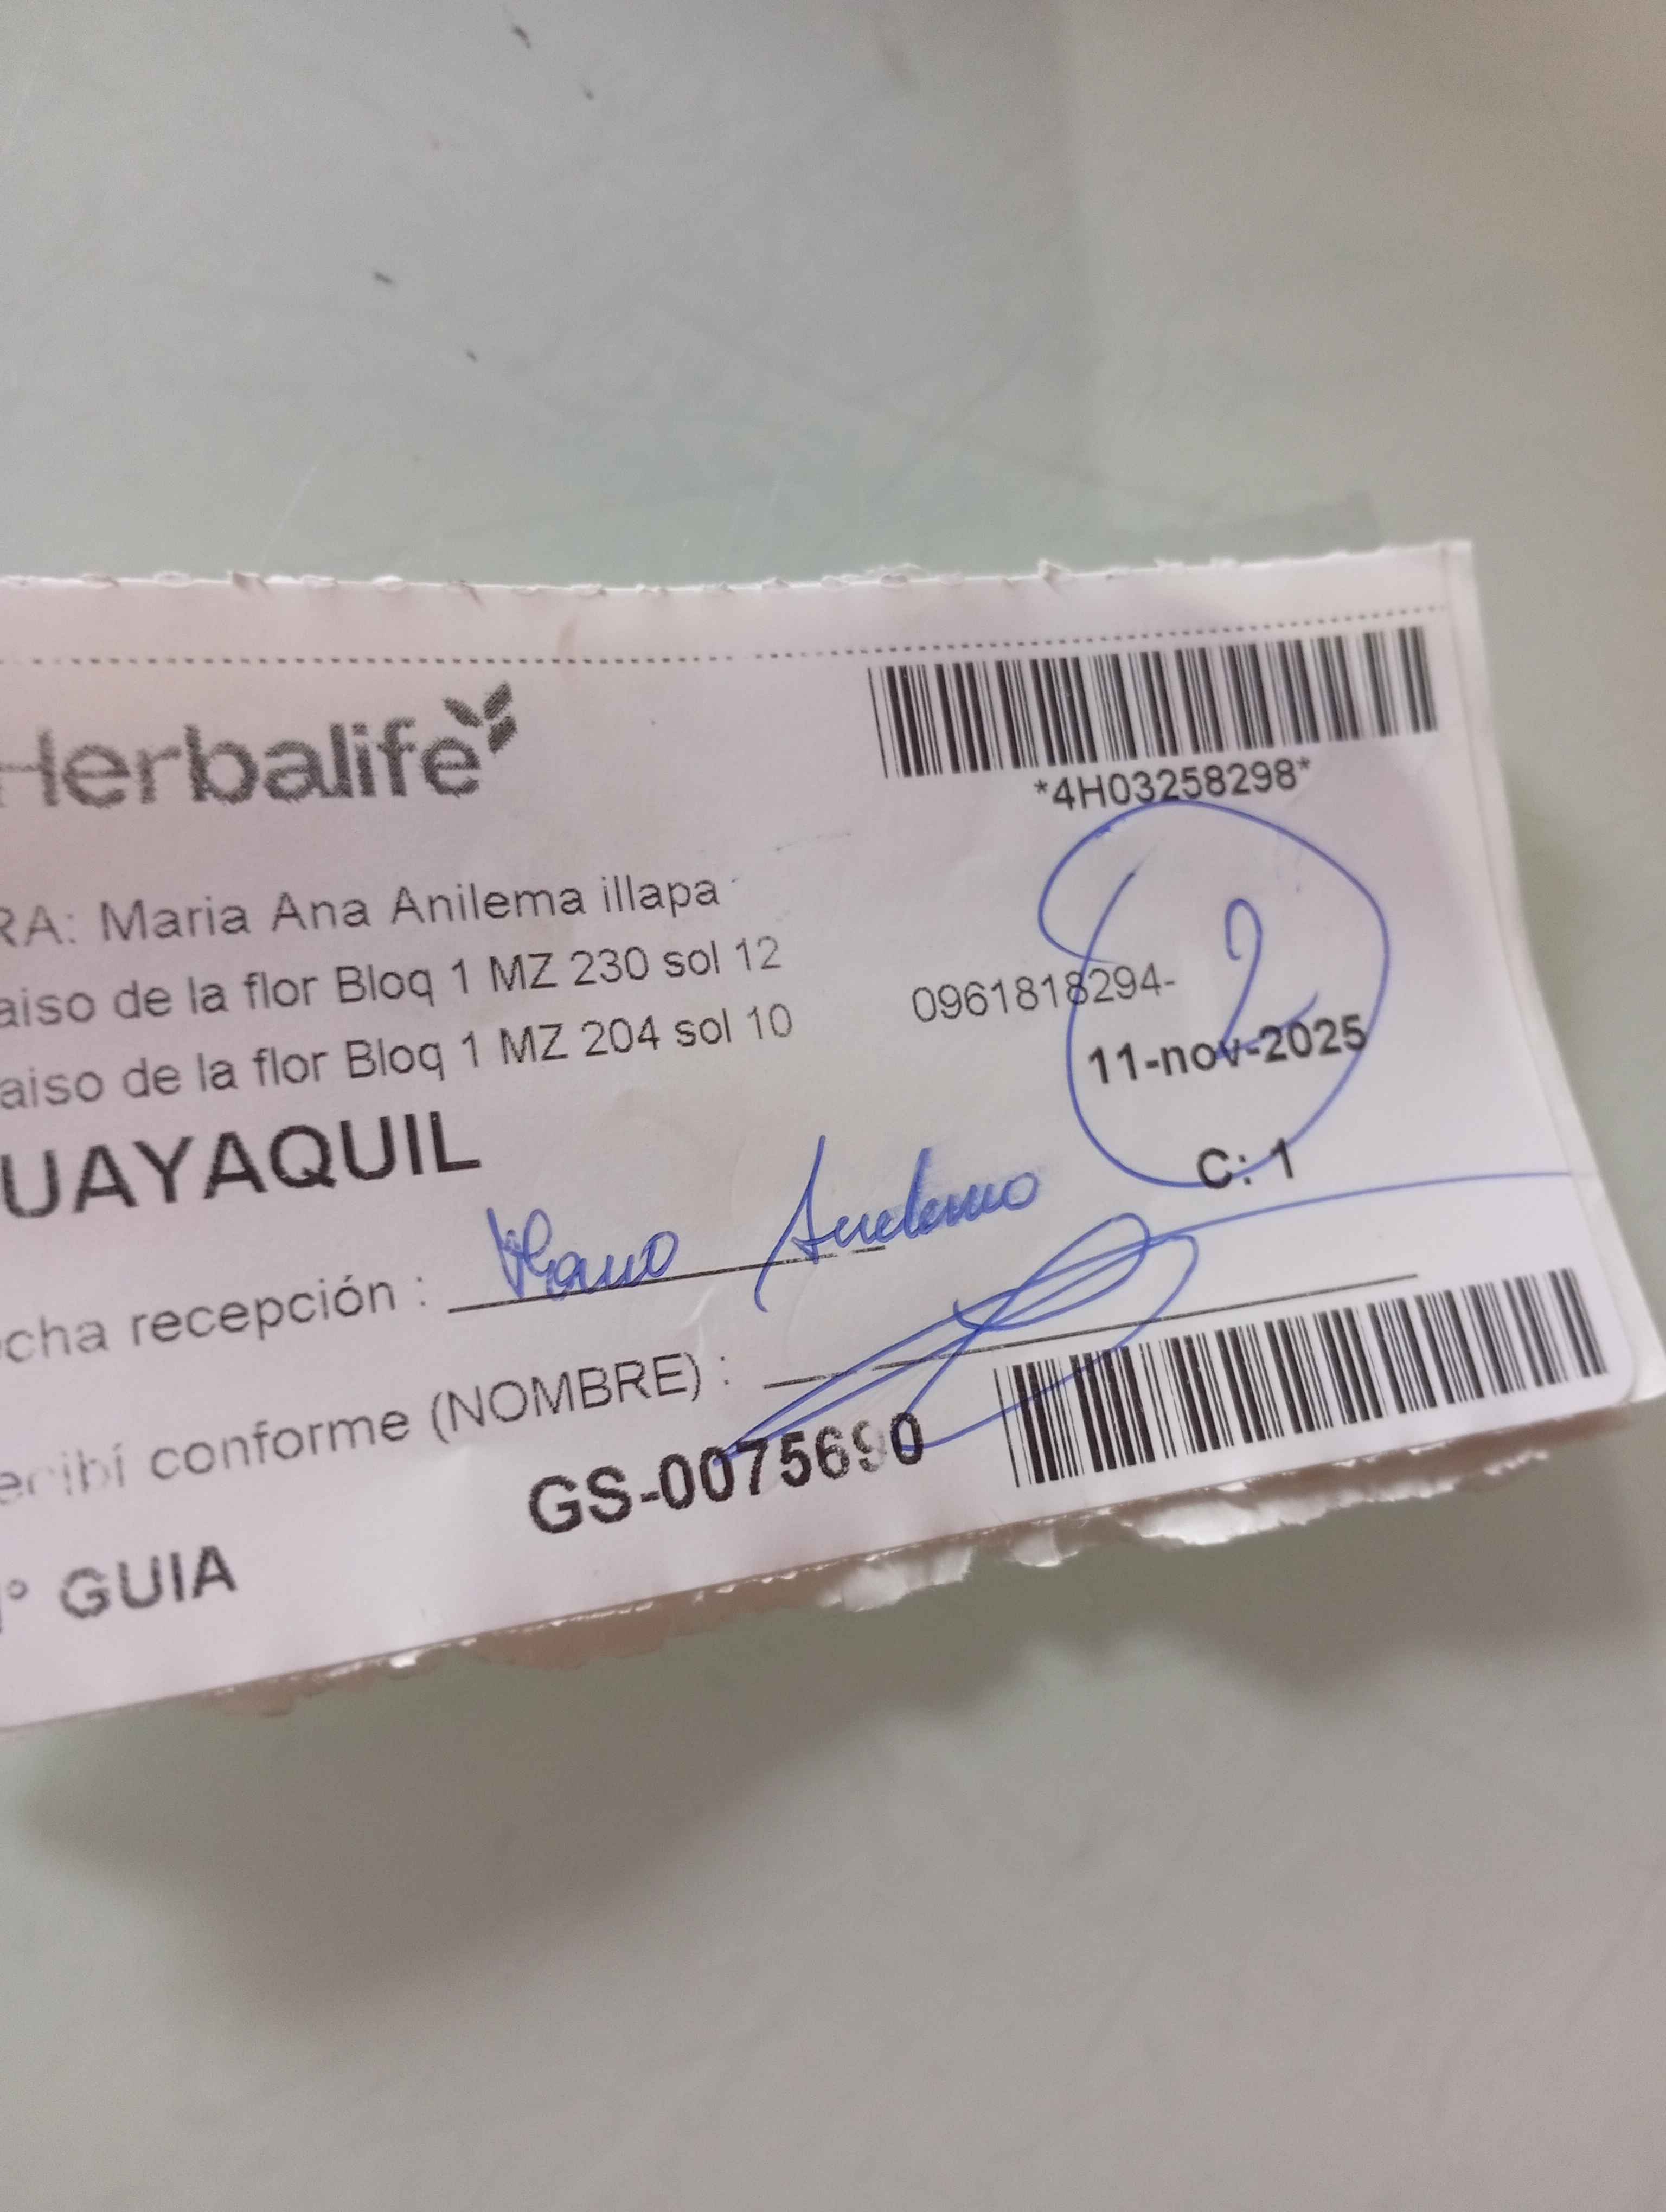 Herbalife
*4H03258298*
RA: Maria Ana Anilema illapa
aiso de la flor Bloq 1 MZ 230 sol 12
0961818294-
2
aiso de la flor Bloq 1 MZ 204 sol 10
11-nov-2025
UAYAQUIL
C: 1
cha recepción :
ecibí conforme (NOMBRE) :
° GUIA
GS-0075690